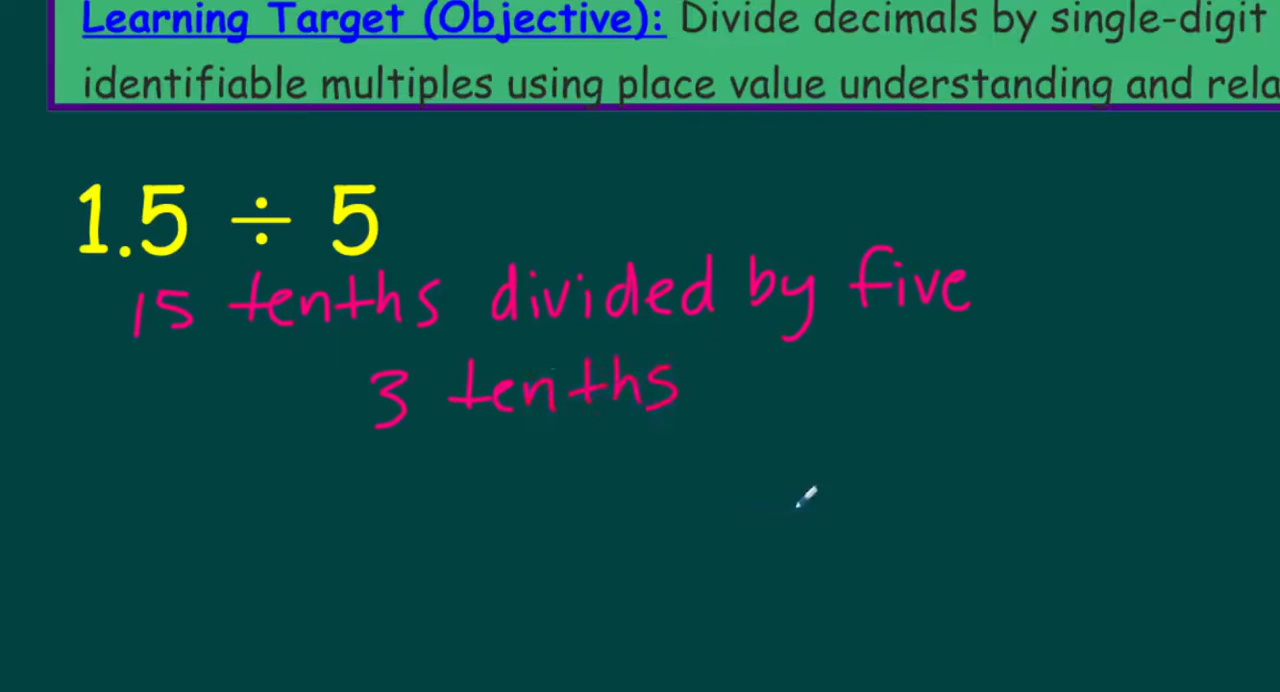 Learning Target (Objective): Divide decimals by single-digit
identifiable multiples using place value understanding and rela
1.5 ÷ 5
15 tenths divided by five
3 tenths